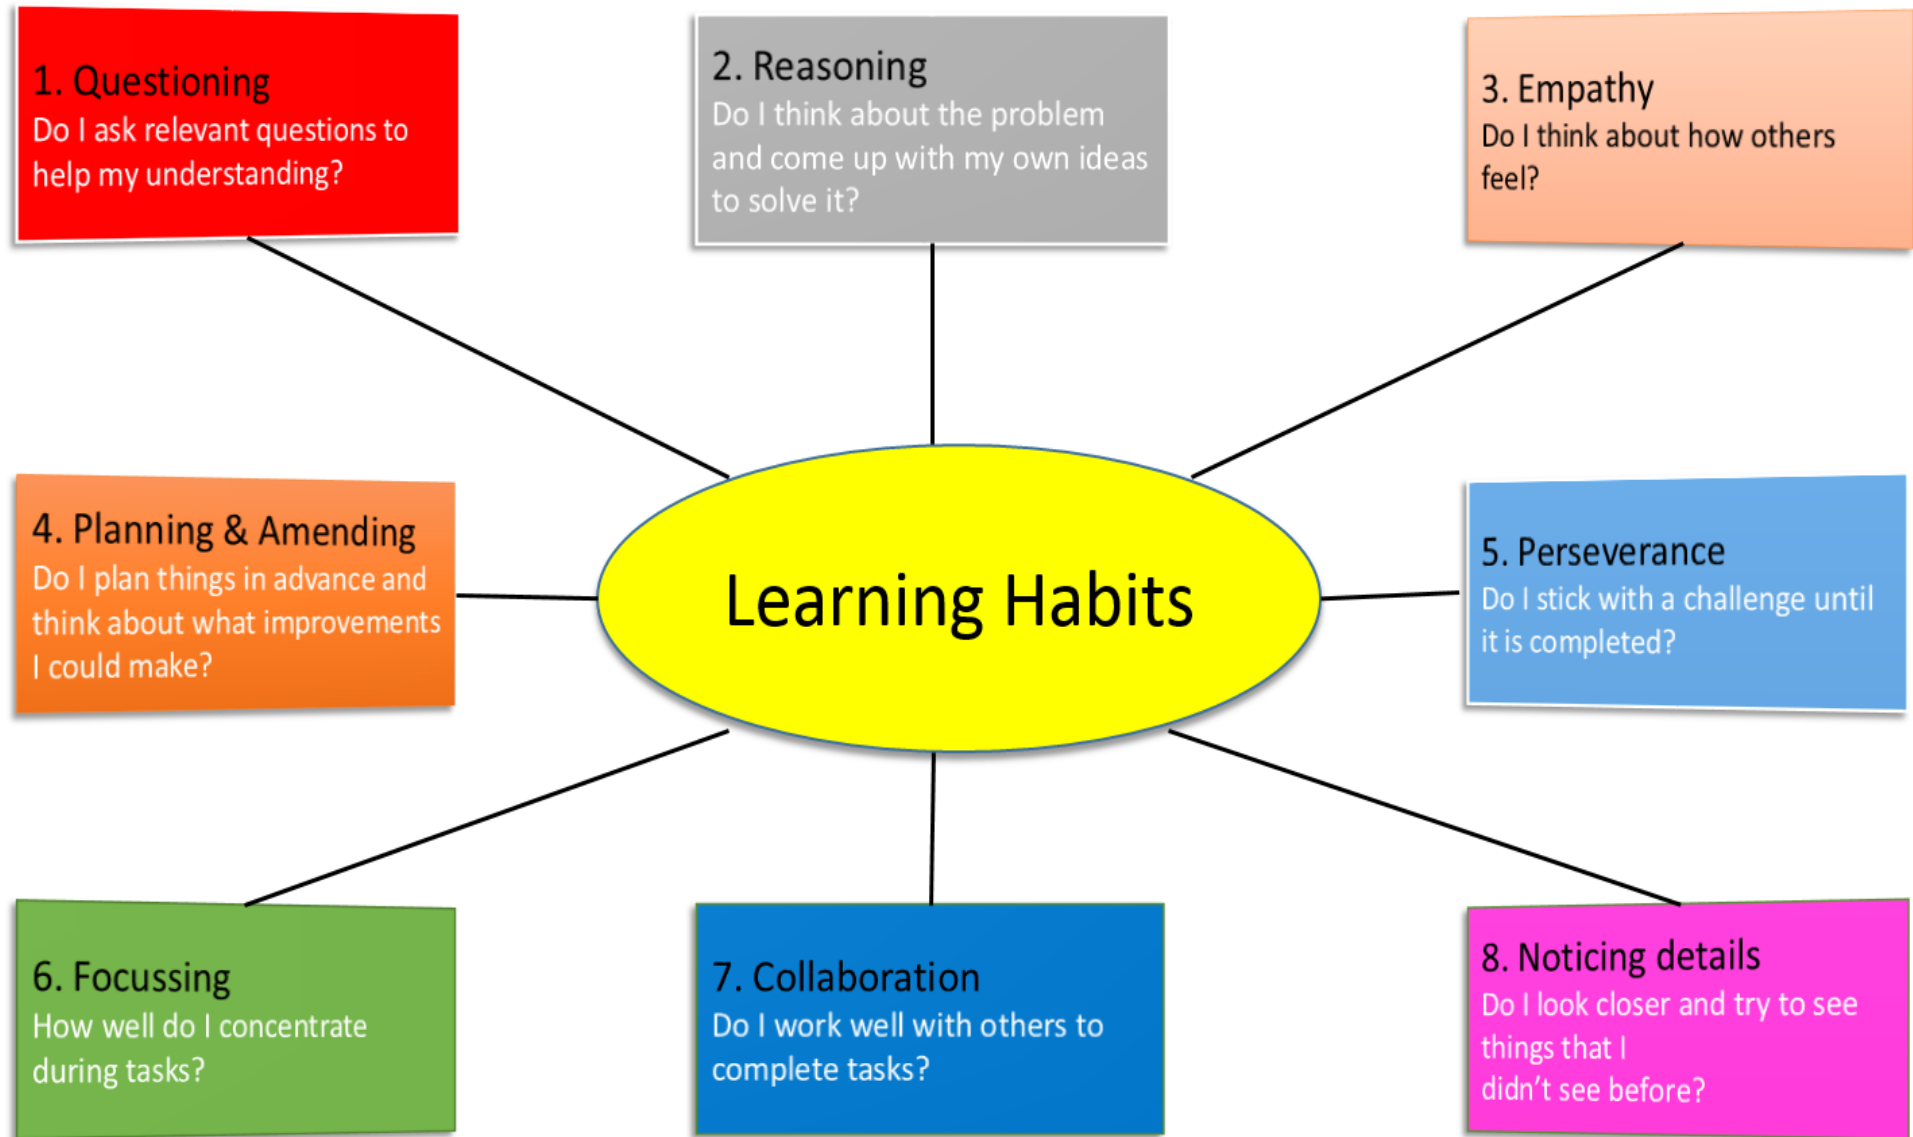 1. Questioning
Do I ask relevant questions to
help my understanding?
2. Reasoning
Do I think about the problem
and come up with my own ideas
to solve it?
3. Empathy
Do I think about how others
feel?
4. Planning & Amending
Do I plan things in advance and
think about what improvements
I could make?
Learning Habits
5. Perseverance
Do I stick with a challenge until
it is completed?
6. Focussing
How well do I concentrate
during tasks?
7. Collaboration
Do I work well with others to
complete tasks?
8. Noticing details
Do I look closer and try to see
things that I
didn't see before?